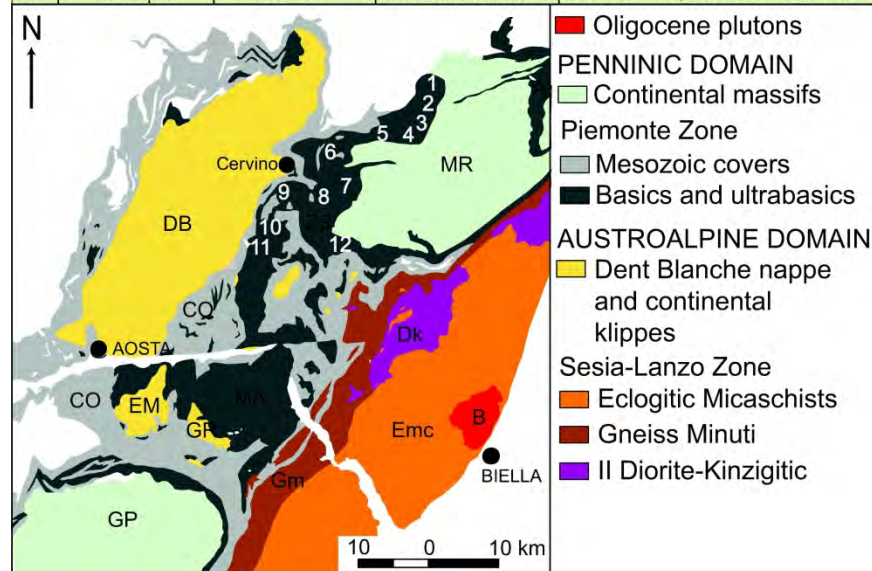 N
1
2
3
4
5
6
Cervino
7
MR
9
8
DB
10
11
12
CO
Dk
AOSTA
CO
EM
MA
GR
Emc
B
BIELLA
Gm
GP
10 0 10 km
Oligocene plutons
PENNINIC DOMAIN
Continental massifs
Piemonte Zone
Mesozoic covers
Basics and ultrabasics
AUSTROALPINE DOMAIN
Dent Blanche nappe
and continental
klippes
Sesia-Lanzo Zone
Eclogitic Micaschists
Gneiss Minuti
II Diorite-Kinzigitic